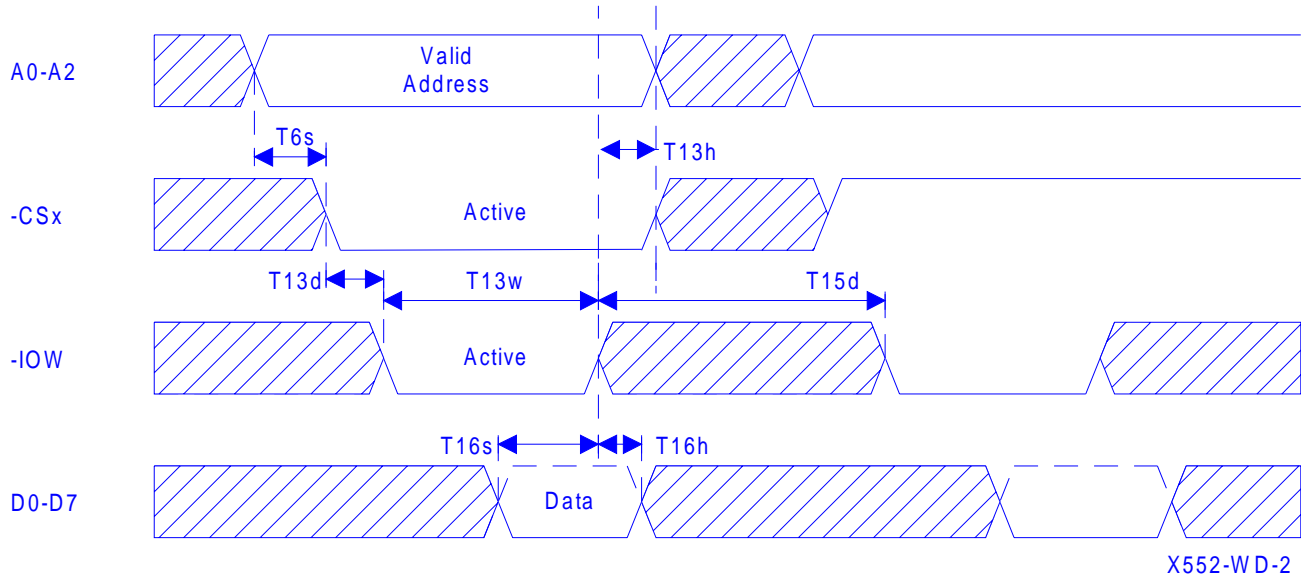 A0-A2
Valid
Address
T6s
T13h
-CSx
Active
T13d
T13w
T15d
-IOW
Active
T16s
T16h
D0-D7
Data
X552-WD-2